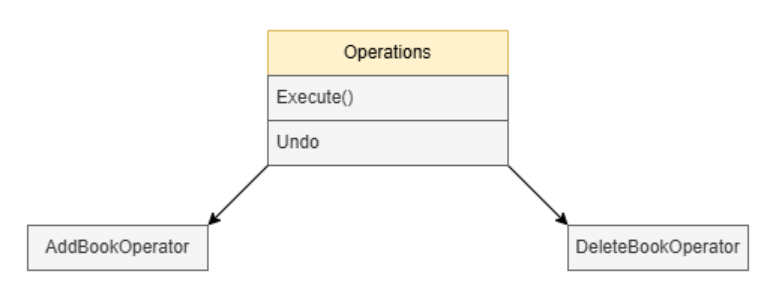 Operations
Execute()
Undo
AddBookOperator
DeleteBookOperator